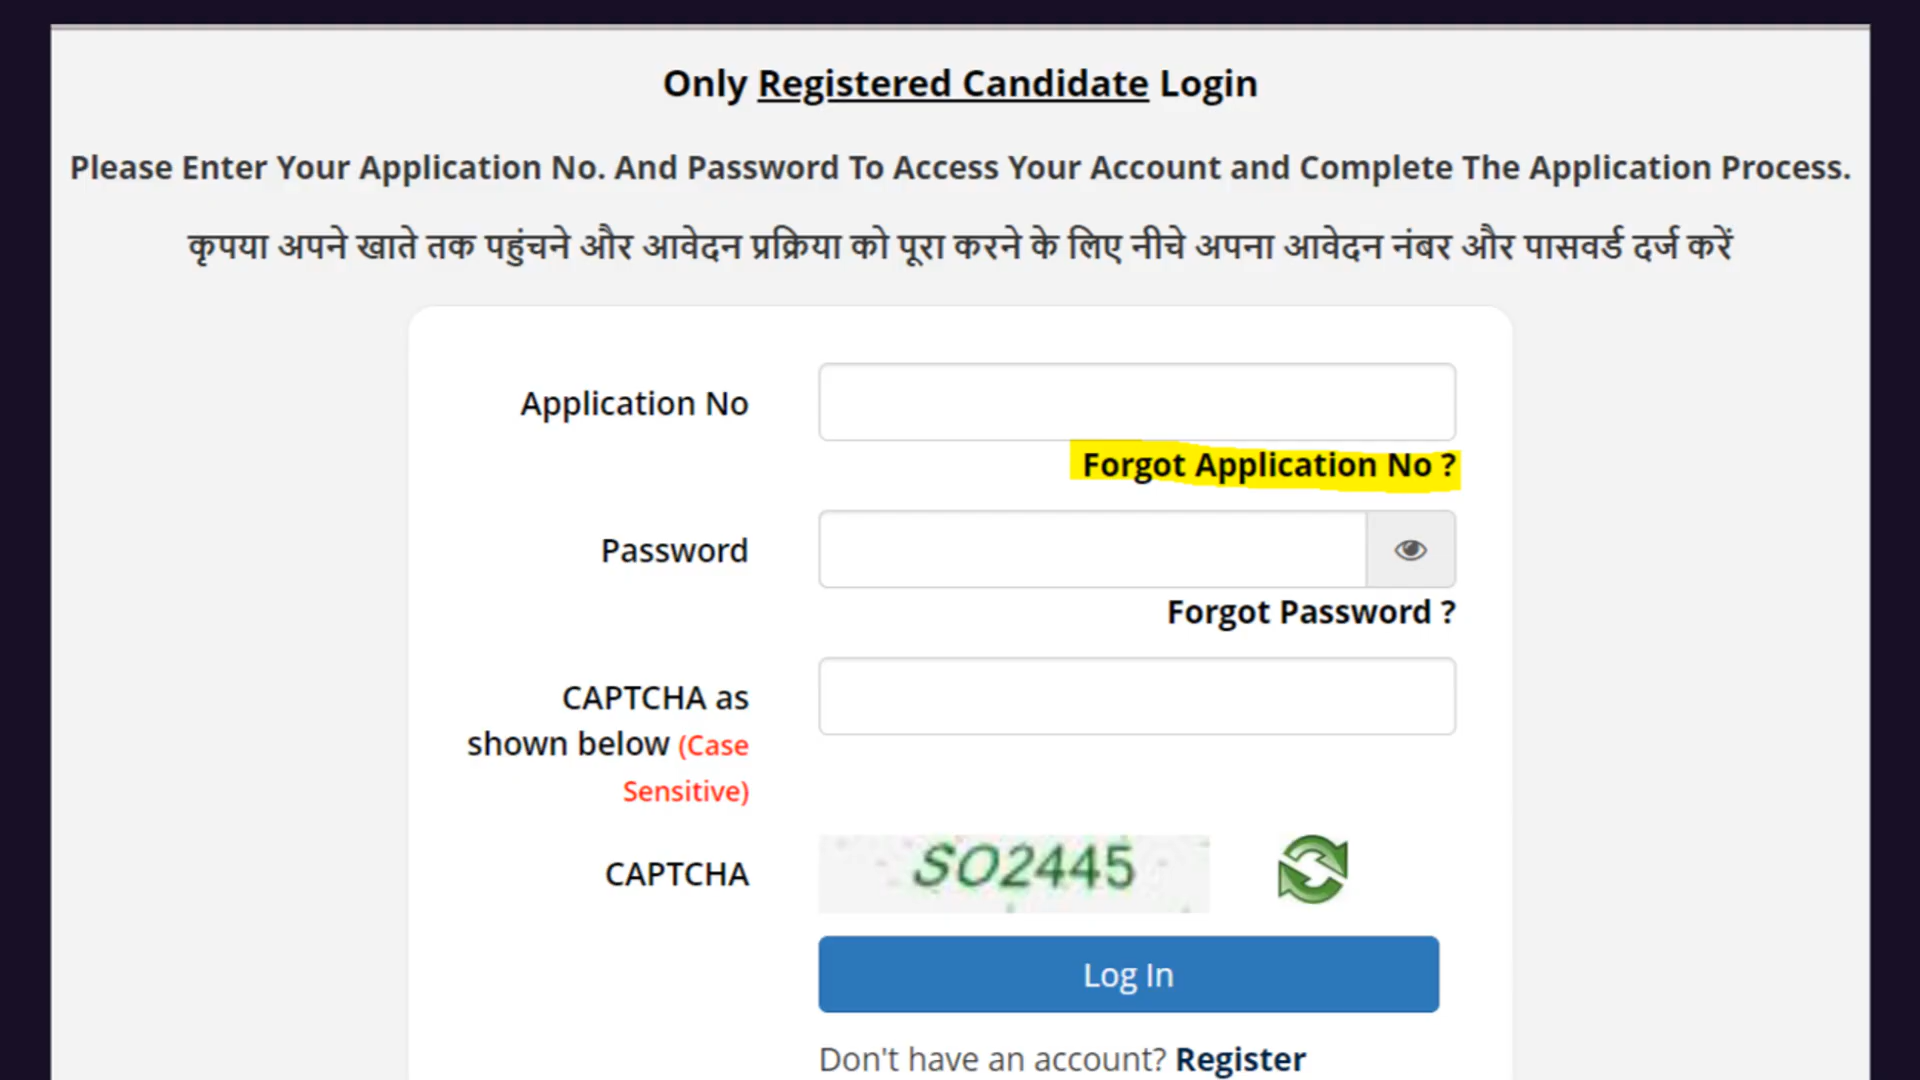 Only Registered Candidate Login
Please Enter Your Application No. And Password To Access Your Account and Complete The Application Process.
कृपया अपने खाते तक पहुंचने और आवेदन प्रक्रिया को पूरा करने के लिए नीचे अपना आवेदन नंबर और पासवर्ड दर्ज करें
Application No
Forgot Application No ?
Password
Forgot Password ?
CAPTCHA as
shown below (Case
Sensitive)
CAPTCHA SO2445
Log In
Don't have an account? Register